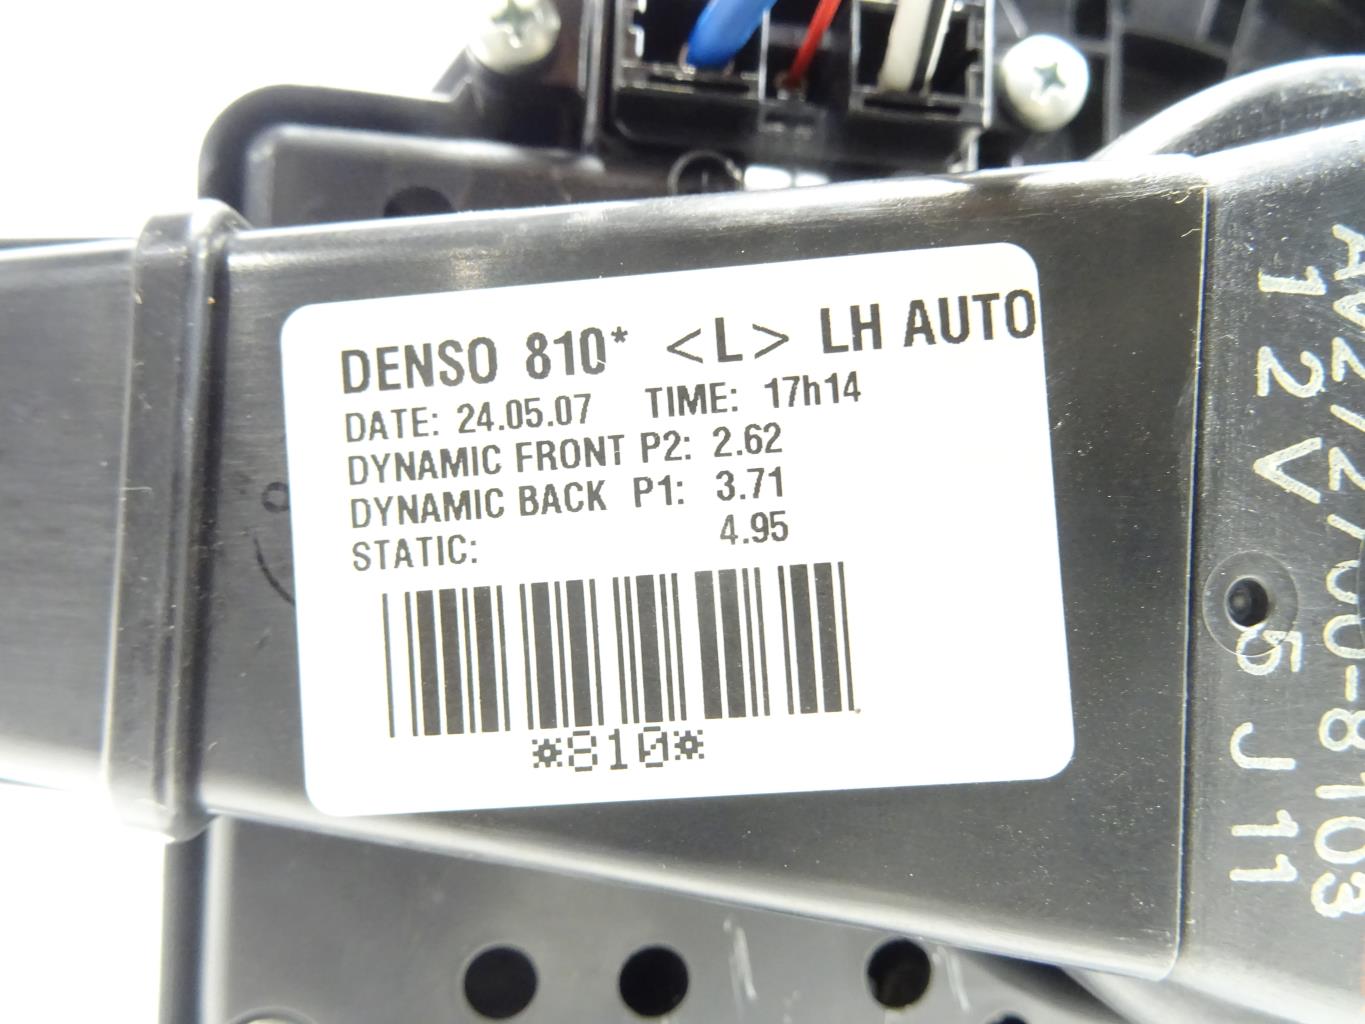 DENSO 810* <L> LH AUTO
DATE: 24.05.07 TIME: 17h14
DYNAMIC FRONT P2: 2.62
DYNAMIC BACK P1: 3.71
STATIC: 4.95
*810*
12V 5J11